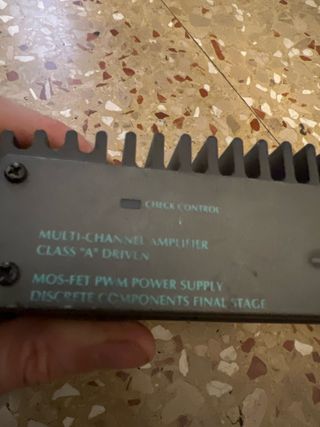 CHECK CONTROL
MULTI-CHANNEL AMPLIFIER
CLASS "A" DRIVEN
MOS-FET PWM POWER SUPPLY
DISCRETE COMPONENTS FINAL STAGE